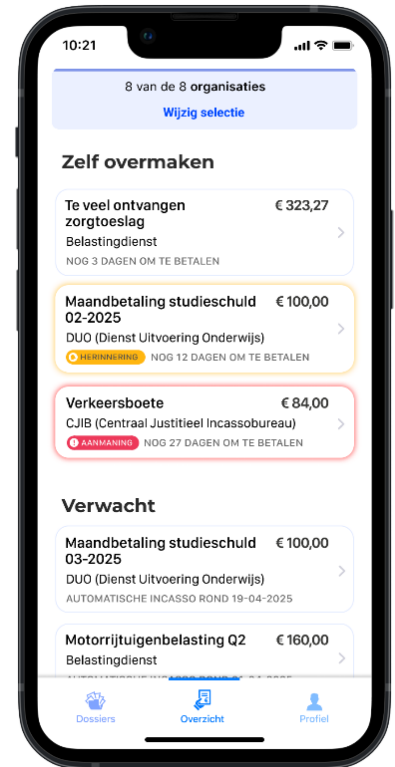 10:21
8 van de 8 organisaties
Wijzig selectie
Zelf overmaken
Te veel ontvangen € 323,27
zorgtoeslag
Belastingdienst
NOG 3 DAGEN OM TE BETALEN
Maandbetaling studieschuld € 100,00
02-2025
DUO (Dienst Uitvoering Onderwijs)
HERINNERING NOG 12 DAGEN OM TE BETALEN
Verkeersboete € 84,00
CJIB (Centraal Justitieel Incassobureau)
AANMANING NOG 27 DAGEN OM TE BETALEN
Verwacht
Maandbetaling studieschuld € 100,00
03-2025
DUO (Dienst Uitvoering Onderwijs)
AUTOMATISCHE INCASSO ROND 19-04-2025
Motorrijtuigenbelasting Q2 € 160,00
Belastingdienst
Dossiers Overzicht Profiel